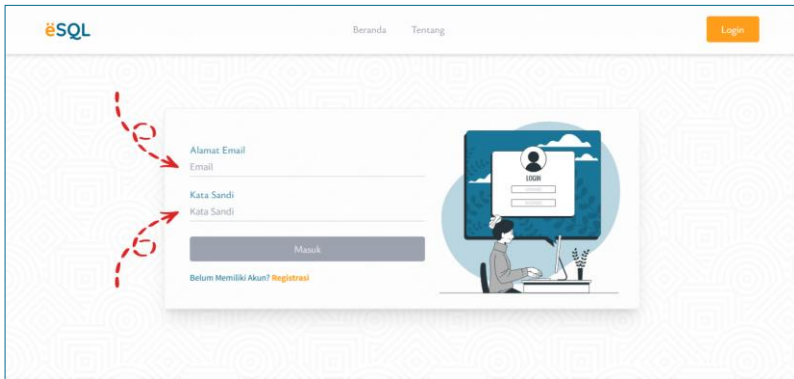 ëSQL
Beranda Tentang
Login
Alamat Email
Email
Kata Sandi
Kata Sandi
Masuk
Belum Memiliki Akun? Registrasi
LOGIN